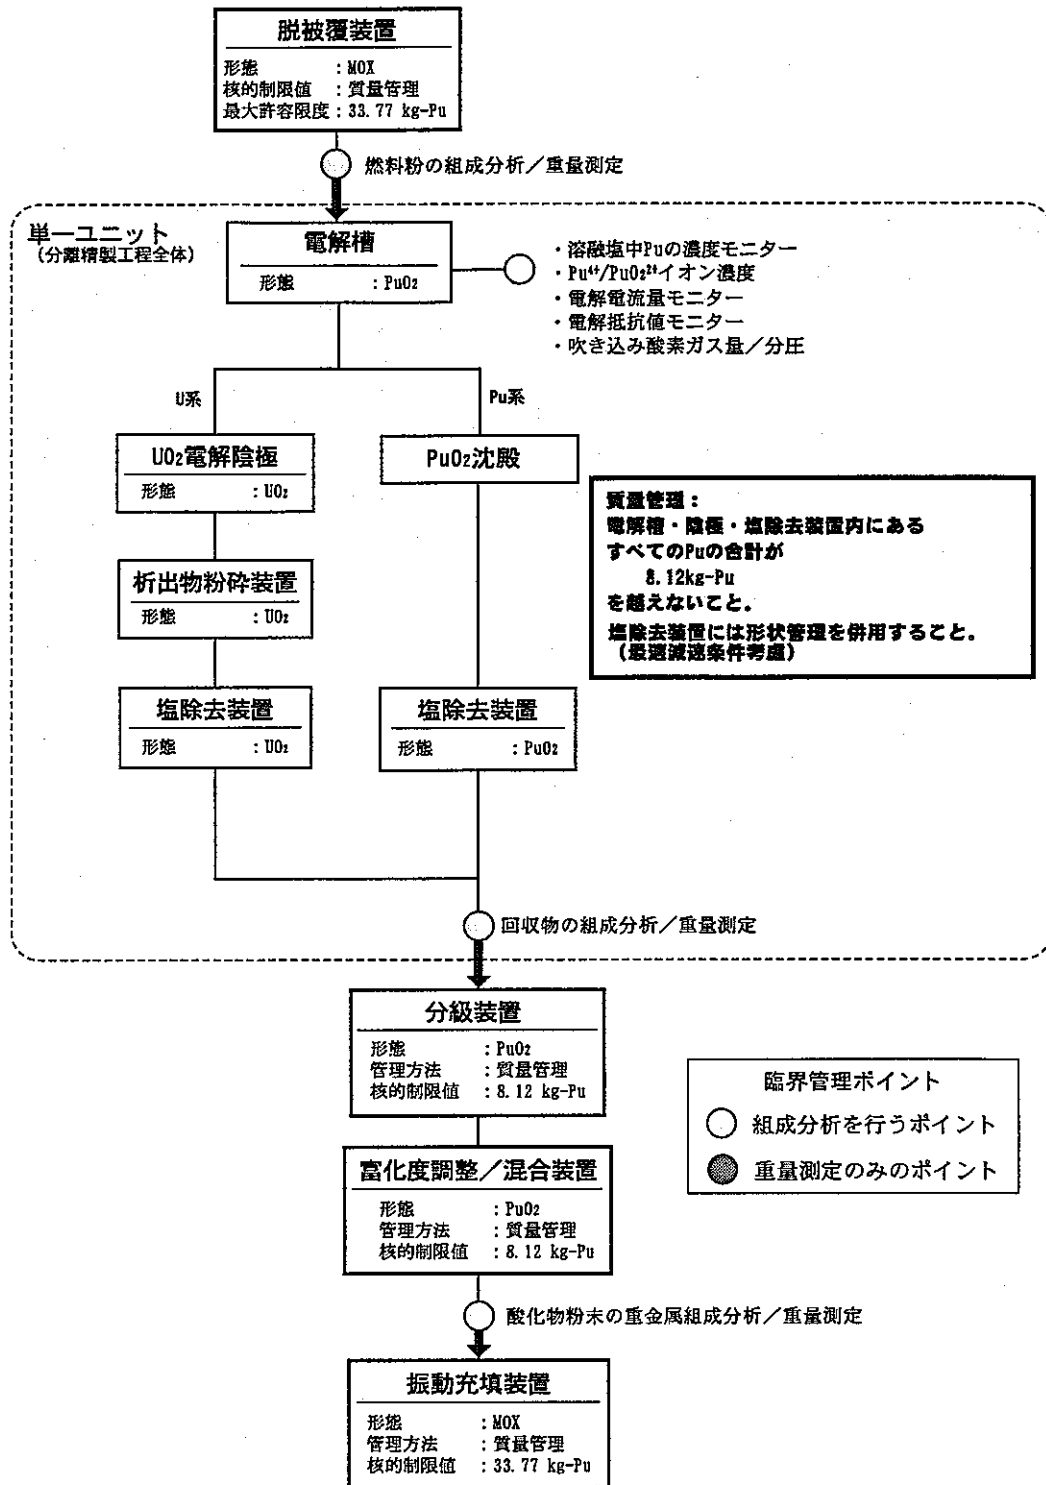 脱被覆装置
形態 : MOX
核的制限値 : 質量管理
最大許容限度 : 33.77 kg-Pu
燃料粉の組成分析/重量測定
単一ユニット
(分離精製工程全体)
電解槽
形態 : PuO₂
・溶融塩中Puの濃度モニター
・Pu⁴⁺/PuO₂²⁺イオン濃度
・電解電流量モニター
・電解抵抗値モニター
・吹き込み酸素ガス量/分圧
U系
Pu系
UO₂電解陰極
形態 : UO₂
PuO₂沈殿
析出物粉砕装置
形態 : UO₂
質量管理:
電解槽・陰極・塩除去装置内にある
すべてのPuの合計が
8.12kg-Pu
を越えないこと。
塩除去装置には形状管理を併用すること。
(最適減速条件考慮)
塩除去装置
形態 : UO₂
塩除去装置
形態 : PuO₂
回収物の組成分析/重量測定
分級装置
形態 : PuO₂
管理方法 : 質量管理
核的制限値 : 8.12 kg-Pu
臨界管理ポイント
組成分析を行うポイント
重量測定のみのポイント
富化度調整/混合装置
形態 : PuO₂
管理方法 : 質量管理
核的制限値 : 8.12 kg-Pu
酸化物粉末の重金属組成分析/重量測定
振動充填装置
形態 : MOX
管理方法 : 質量管理
核的制限値 : 33.77 kg-Pu